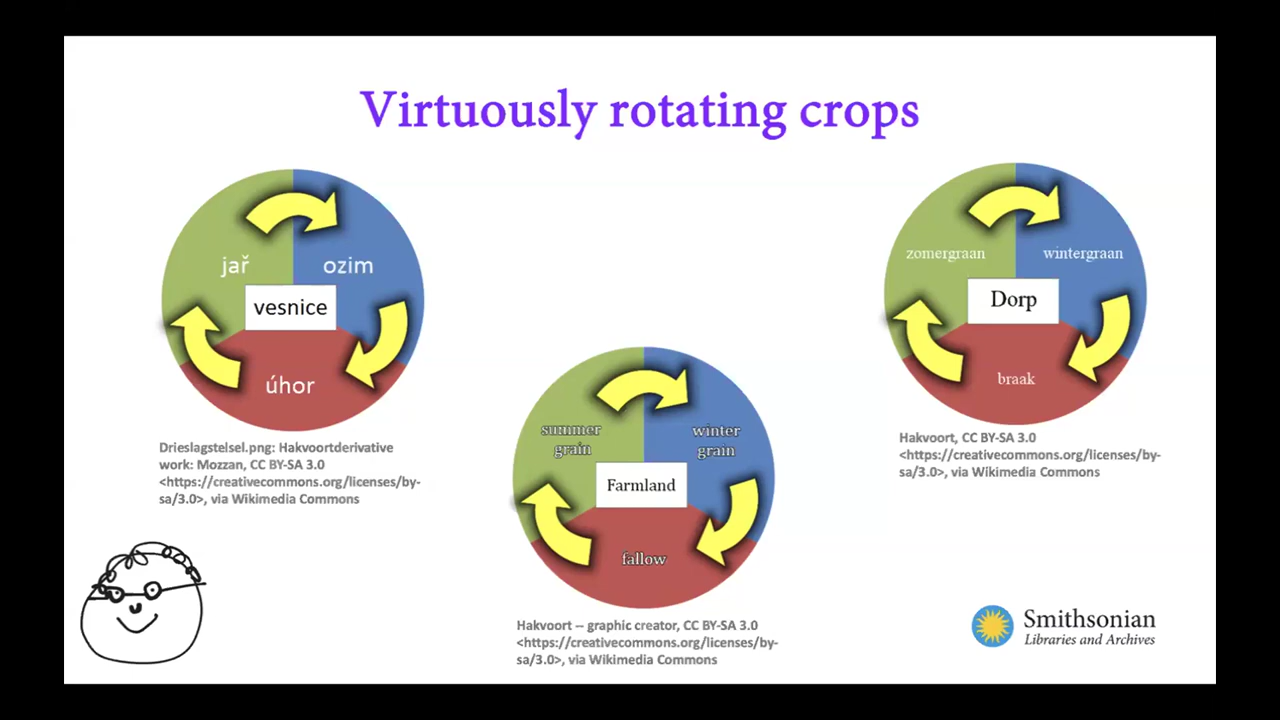 Virtuously rotating crops
jař
ozim
vesnice
úhor
Drieslagstelsel.png: Hakvoortderivative
work: Mozzan, CC BY-SA 3.0
<https://creativecommons.org/licenses/by-
sa/3.0>, via Wikimedia Commons
summer
grain
winter
grain
Farmland
fallow
Hakvoort -- graphic creator, CC BY-SA 3.0
<https://creativecommons.org/licenses/by-
sa/3.0>, via Wikimedia Commons
zomergraan
wintergraan
Dorp
braak
Hakvoort, CC BY-SA 3.0
<https://creativecommons.org/licenses/by-
sa/3.0>, via Wikimedia Commons
Smithsonian
Libraries and Archives